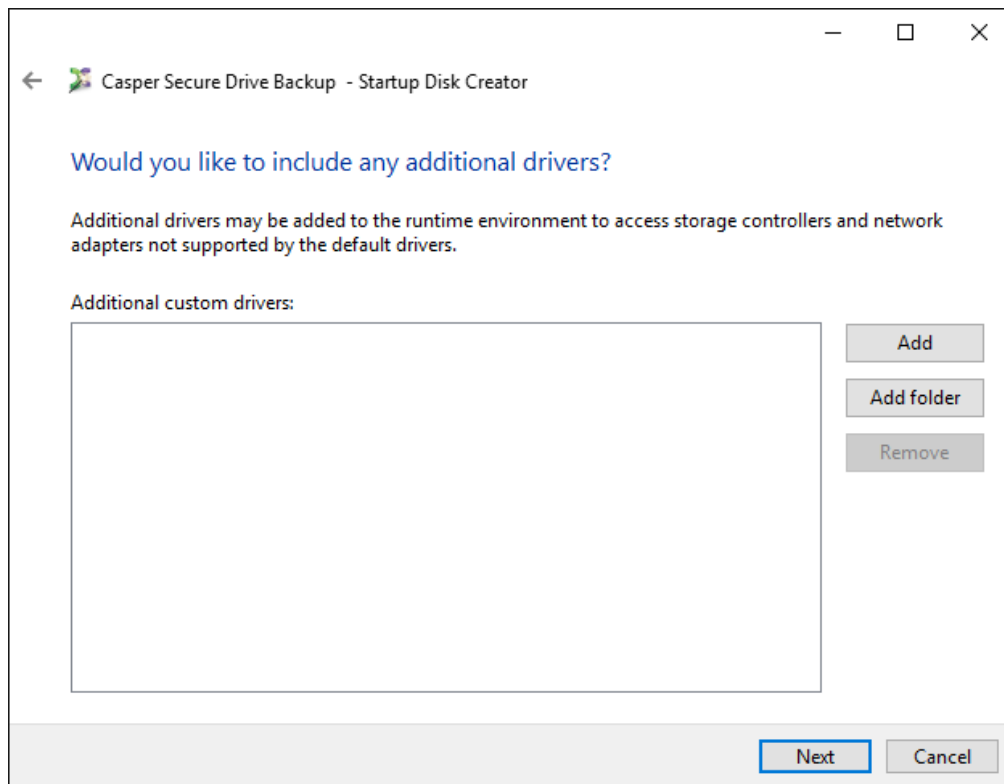 Casper Secure Drive Backup - Startup Disk Creator
Would you like to include any additional drivers?
Additional drivers may be added to the runtime environment to access storage controllers and network
adapters not supported by the default drivers.
Additional custom drivers:
Add
Add folder
Remove
Next
Cancel